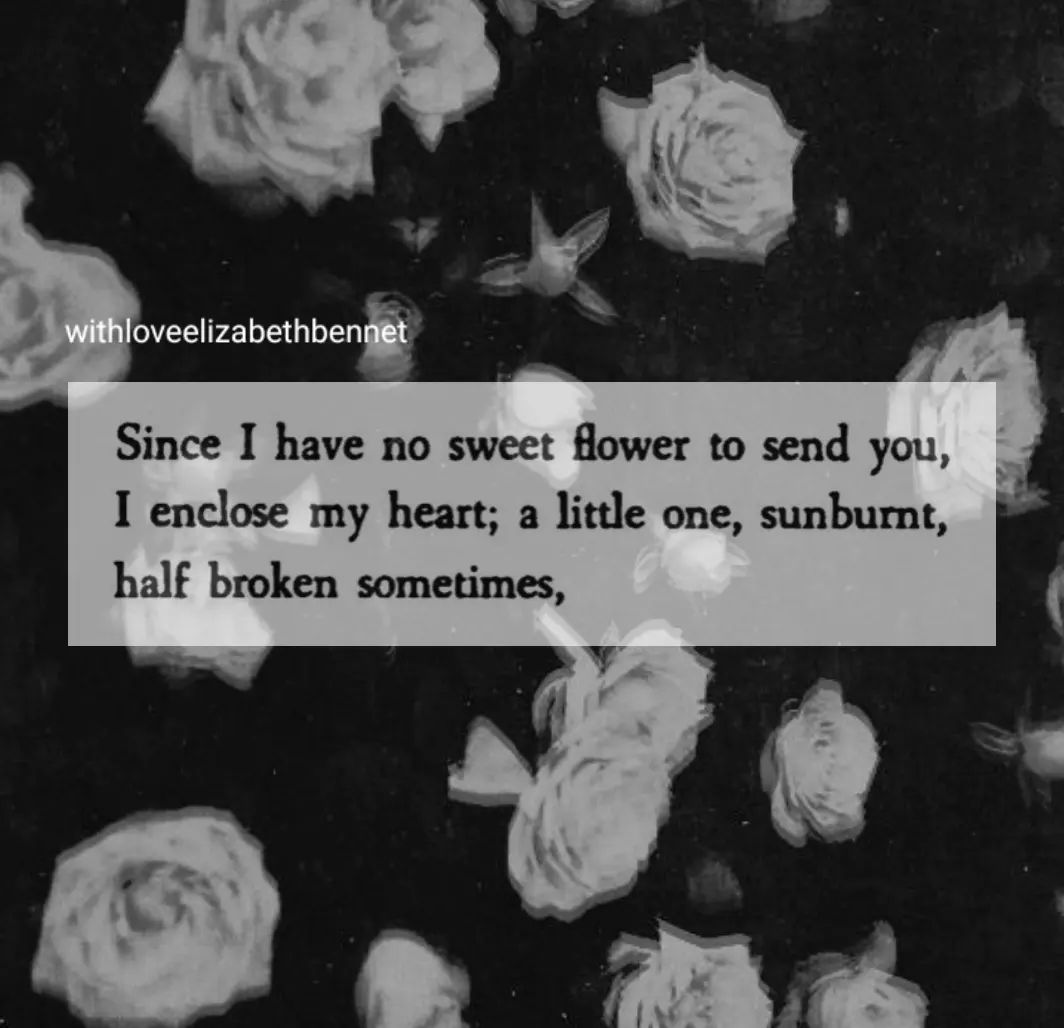 withloveelizabethbennet
Since I have no sweet flower to send you,
I enclose my heart; a little one, sunburnt,
half broken sometimes,